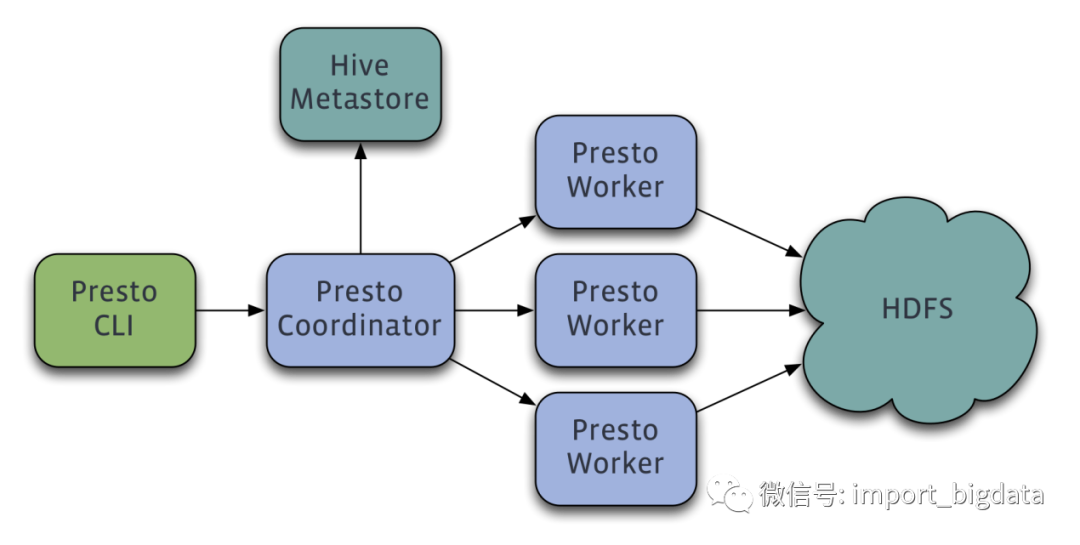 Hive
Metastore
Presto
Worker
Presto
CLI
Presto
Coordinator
Presto
Worker
HDFS
Presto
Worker
微信号: import_bigdata